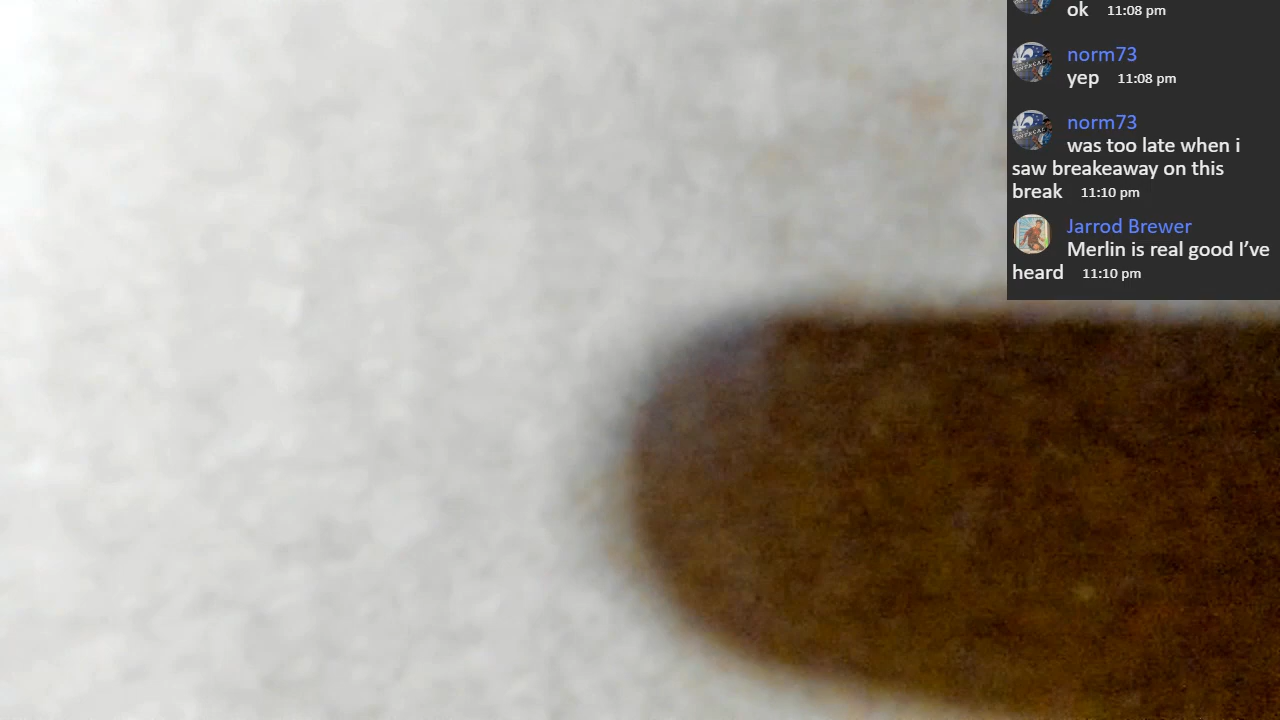 ok 11:08 pm
norm73
yep 11:08 pm
norm73
was too late when i
saw breakeaway on this
break 11:10 pm
Jarrod Brewer
Merlin is real good I've
heard 11:10 pm